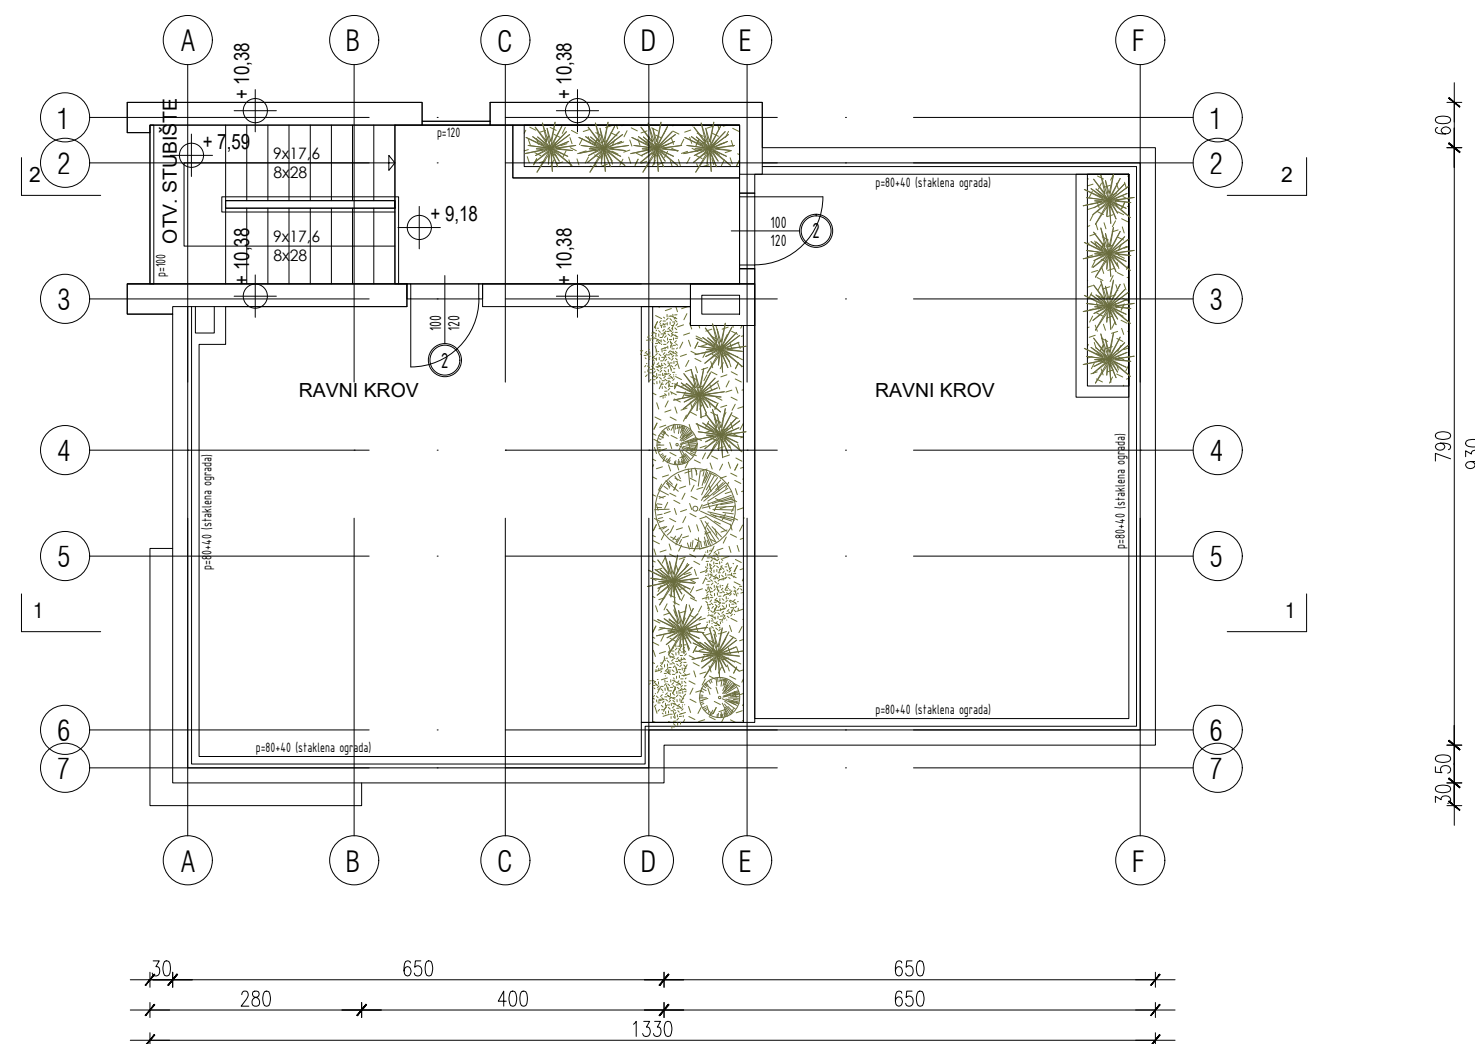 A B C D E F
+ 10,38
+ 10,38
1
1
60
OTV. STUBIŠTE
p=120
+ 7,59
9x17,6
8x28
2
2
2
2
p=80+40 (staklena ograda)
+ 9,18
100
120
2
9x17,6
8x28
+ 10,38
+ 10,38
p=100
3
3
100
120
2
RAVNI KROV
RAVNI KROV
4
4
790
930
p=80+40 (staklena ograda)
p=80+40 (staklena ograda)
5
5
1
1
p=80+40 (staklena ograda)
6
6
p=80+40 (staklena ograda)
7
7
50
30
A B C D E F
30 650 650
280 400 650
1330